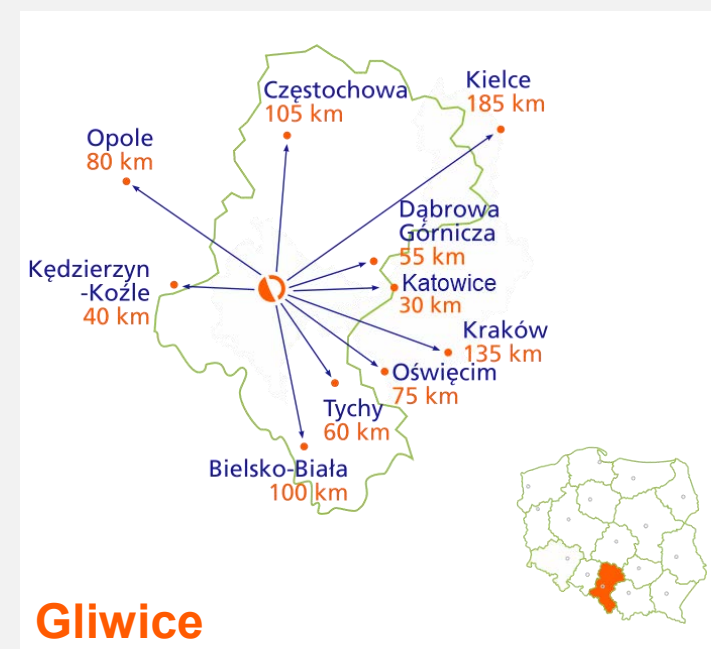 Częstochowa
105 km
Kielce
185 km
Opole
80 km
Dąbrowa
Górnicza
55 km
Kędzierzyn
-Koźle
40 km
Katowice
30 km
Kraków
135 km
Oświęcim
75 km
Tychy
60 km
Bielsko-Biała
100 km
Gliwice